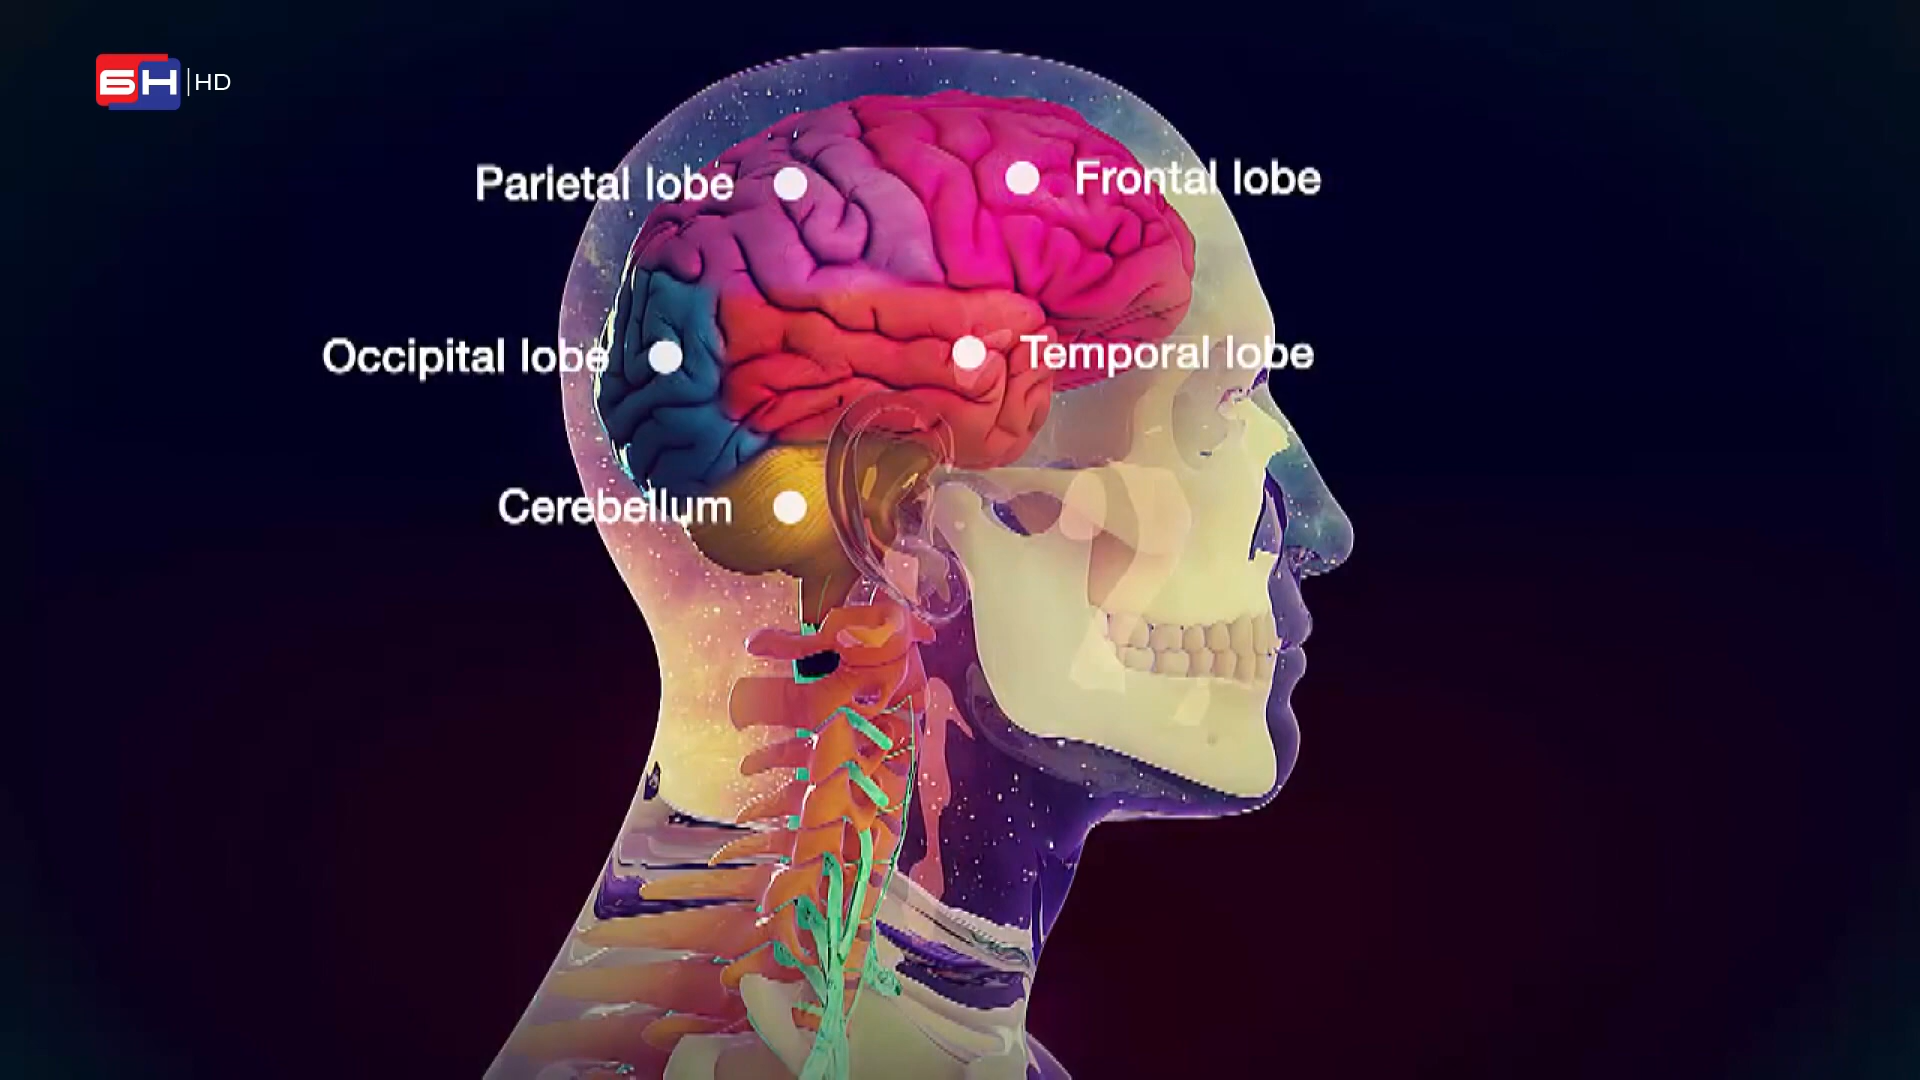 БН HD
Parietal lobe
Frontal lobe
Occipital lobe
Temporal lobe
Cerebellum